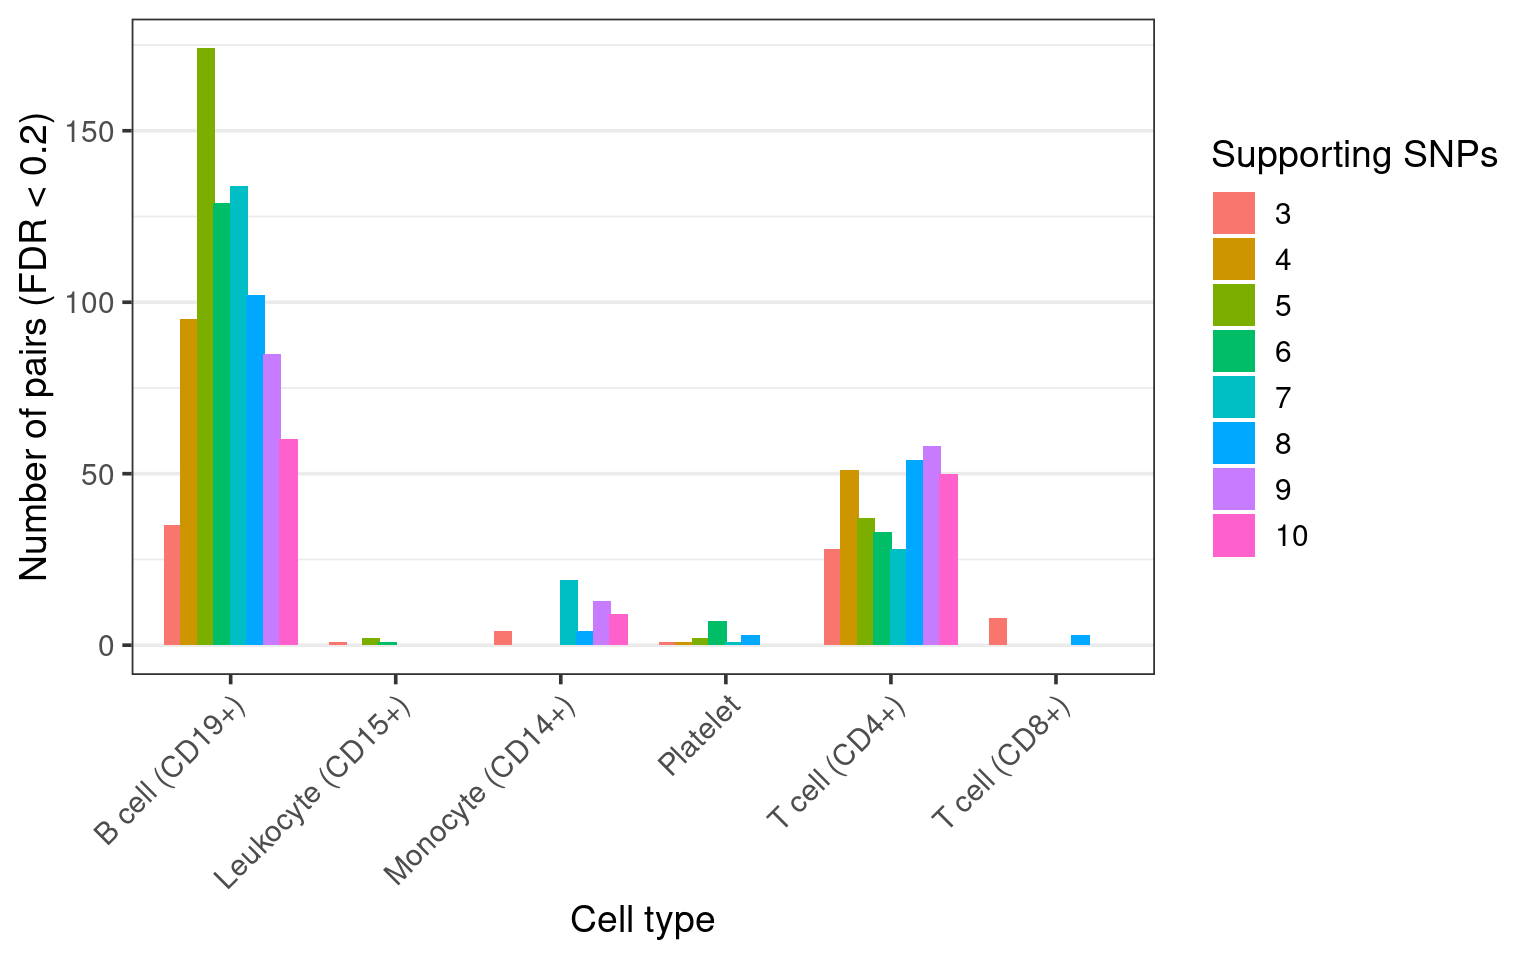 Number of pairs (FDR < 0.2)
150
100
50
0
B cell (CD19+)
Leukocyte (CD15+)
Monocyte (CD14+)
Platelet
T cell (CD4+)
T cell (CD8+)
Cell type
Supporting SNPs
3
4
5
6
7
8
9
10